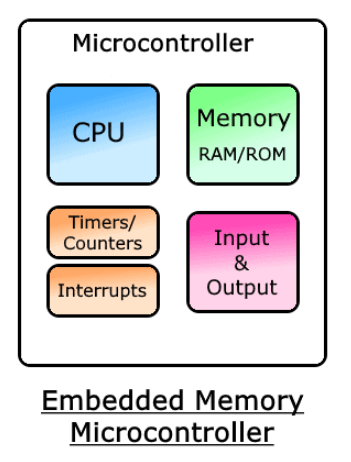 Microcontroller
CPU
Memory
RAM/ROM
Timers/
Counters
Interrupts
Input
&
Output
Embedded Memory
Microcontroller